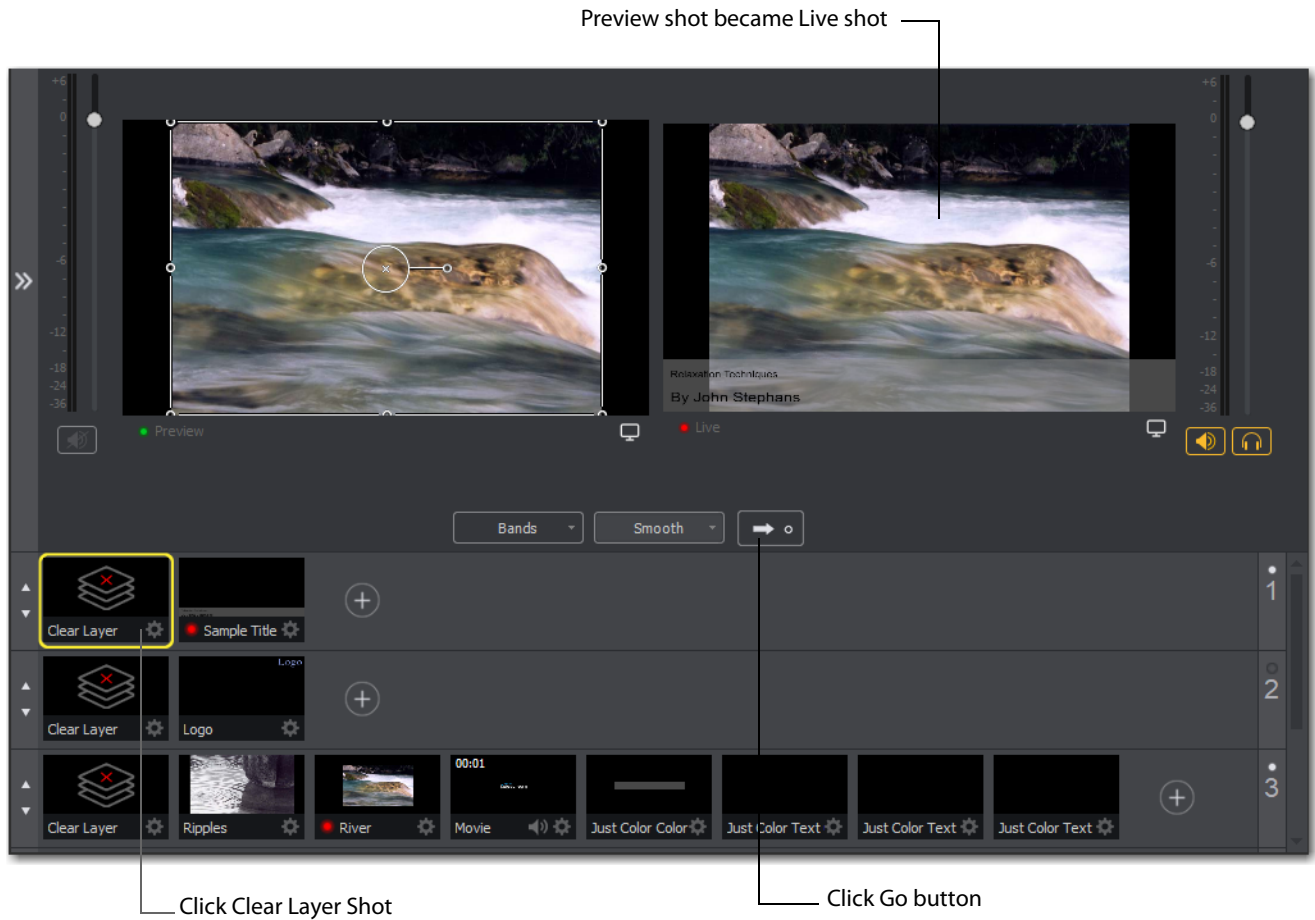 Preview shot became Live shot
+6
-
0
-
-
-
-6
-
-12
-
-18
-24
-36
+6
-
0
-
-
-
-6
-
-12
-
-18
-24
-36
Relaxation Techniques
By John Stephans
Preview
Live
Bands
Smooth
Clear Layer
Sample Title
1
Logo
Clear Layer
Logo
2
00:01
Clear Layer
Ripples
River
Movie
Just Color Color
Just Color Text
Just Color Text
Just Color Text
3
Click Clear Layer Shot
Click Go button